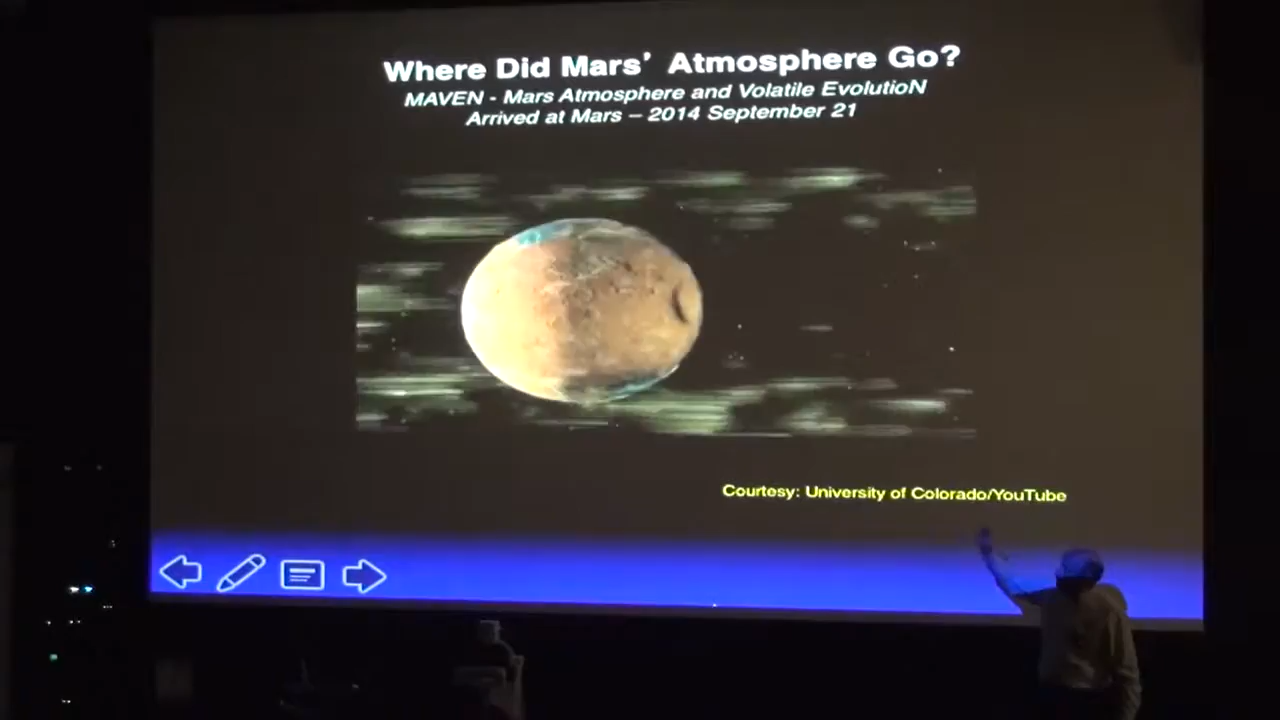 Where Did Mars' Atmosphere Go?
MAVEN - Mars Atmosphere and Volatile EvolutioN
Arrived at Mars – 2014 September 21
Courtesy: University of Colorado/YouTube